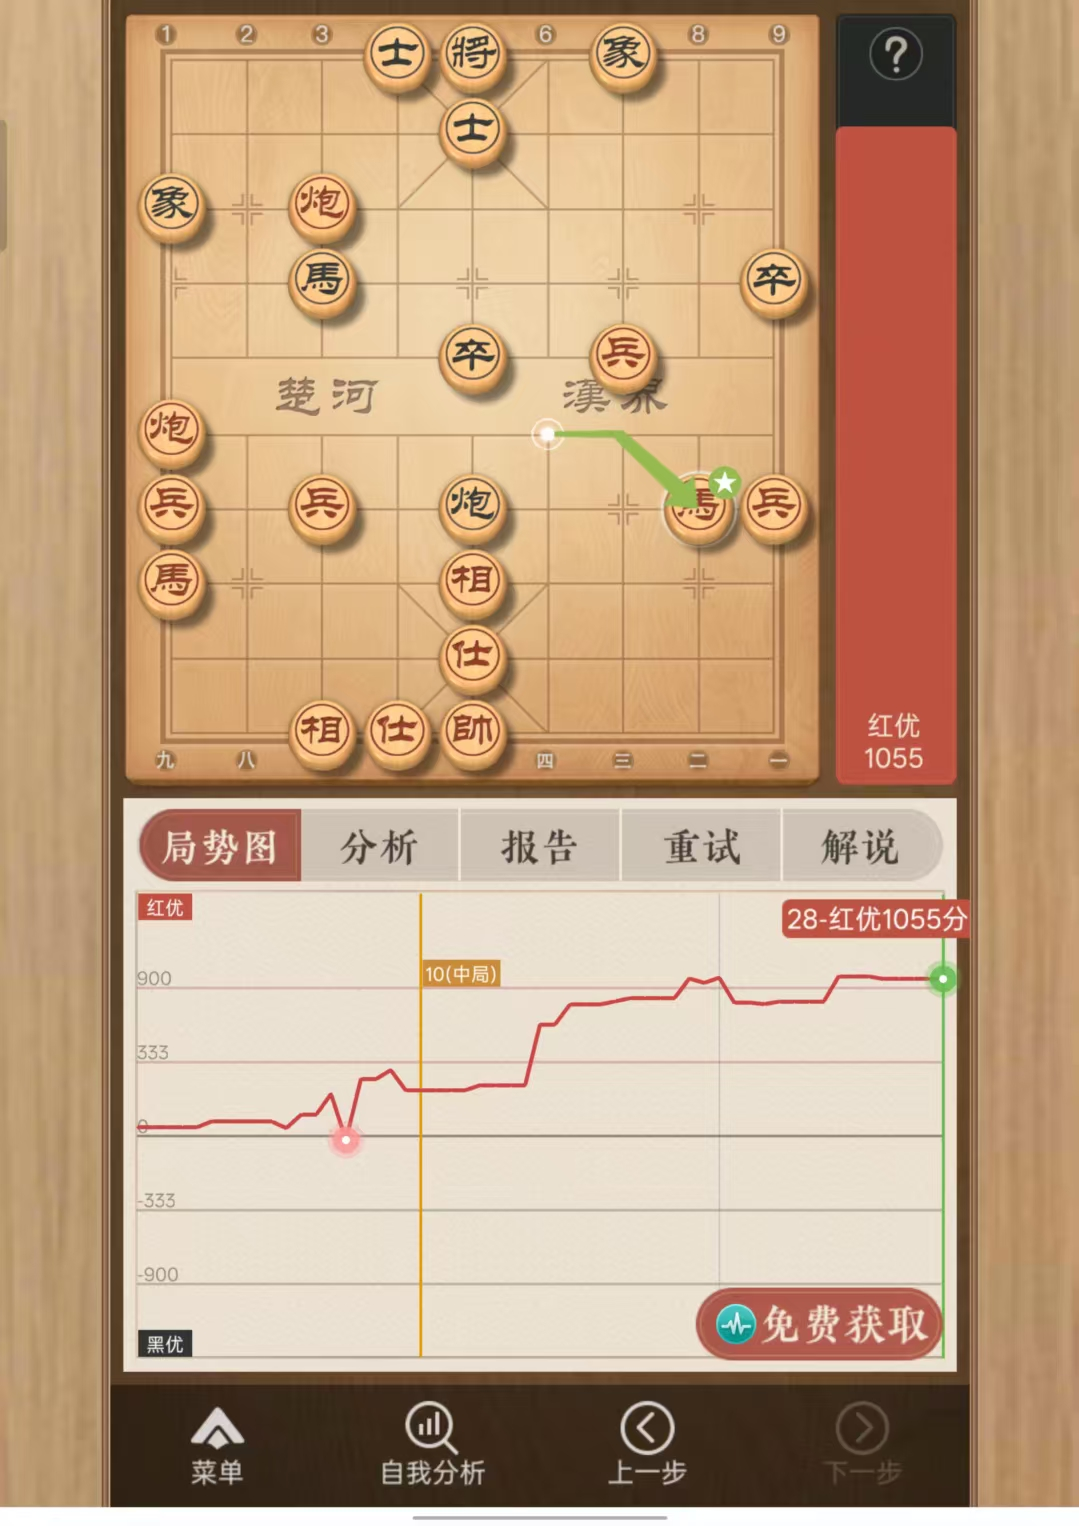 1 2 3 6 8 9
士 將 象
?
士
象 炮
馬 卒
卒 兵
楚河 漢界
炮
兵 兵 炮 馬 兵
馬 相
仕
相 仕 帥
九 八 四 三 二 一
红优
1055
局势图 分析 报告 重试 解说
红优
28-红优1055分
10(中局)
900
333
0
-333
-900
黑优
免费获取
菜单 自我分析 上一步 下一步